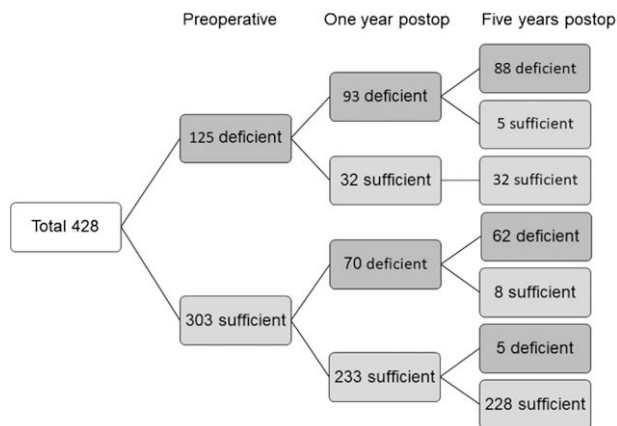 Preoperative One year postop Five years postop
88 deficient
93 deficient
5 sufficient
125 deficient
32 sufficient 32 sufficient
Total 428
62 deficient
70 deficient
8 sufficient
303 sufficient
5 deficient
233 sufficient
228 sufficient